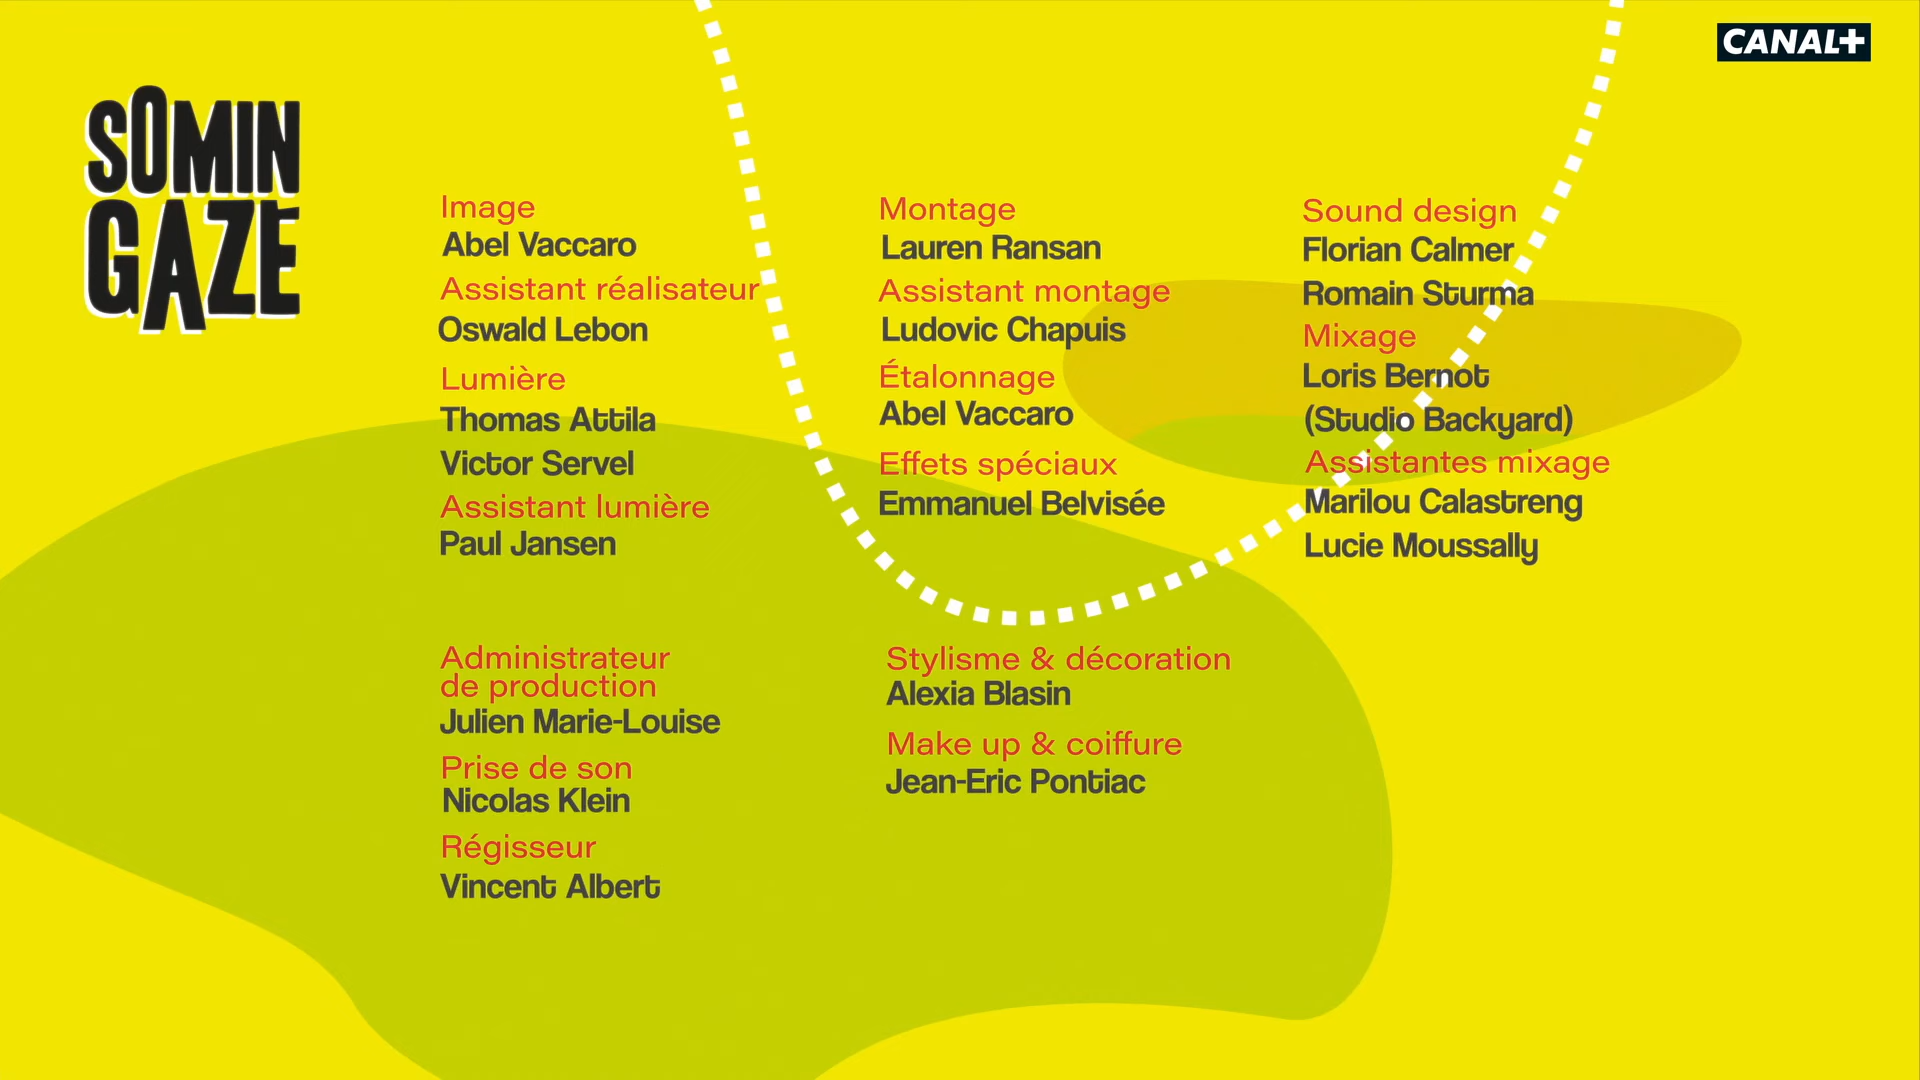 CANAL+
SOMIN
GAZE
Image
Abel Vaccaro
Assistant réalisateur
Oswald Lebon
Lumière
Thomas Attila
Victor Servel
Assistant lumière
Paul Jansen
Montage
Lauren Ransan
Assistant montage
Ludovic Chapuis
Étalonnage
Abel Vaccaro
Effets spéciaux
Emmanuel Belvisée
Sound design
Florian Calmer
Romain Sturma
Mixage
Loris Bernot
(Studio Backyard)
Assistantes mixage
Marilou Calastreng
Lucie Moussally
Administrateur
de production
Julien Marie-Louise
Prise de son
Nicolas Klein
Régisseur
Vincent Albert
Stylisme & décoration
Alexia Blasin
Make up & coiffure
Jean-Eric Pontiac